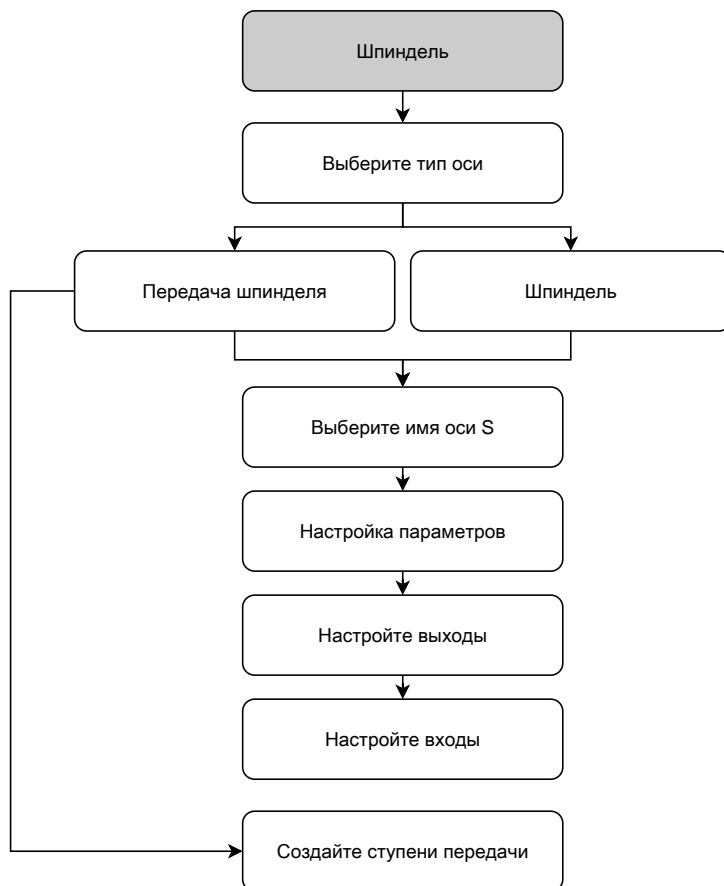 Шпиндель
Выберите тип оси
Передача шпинделя
Шпиндель
Выберите имя оси S
Настройка параметров
Настройте выходы
Настройте входы
Создайте ступени передачи